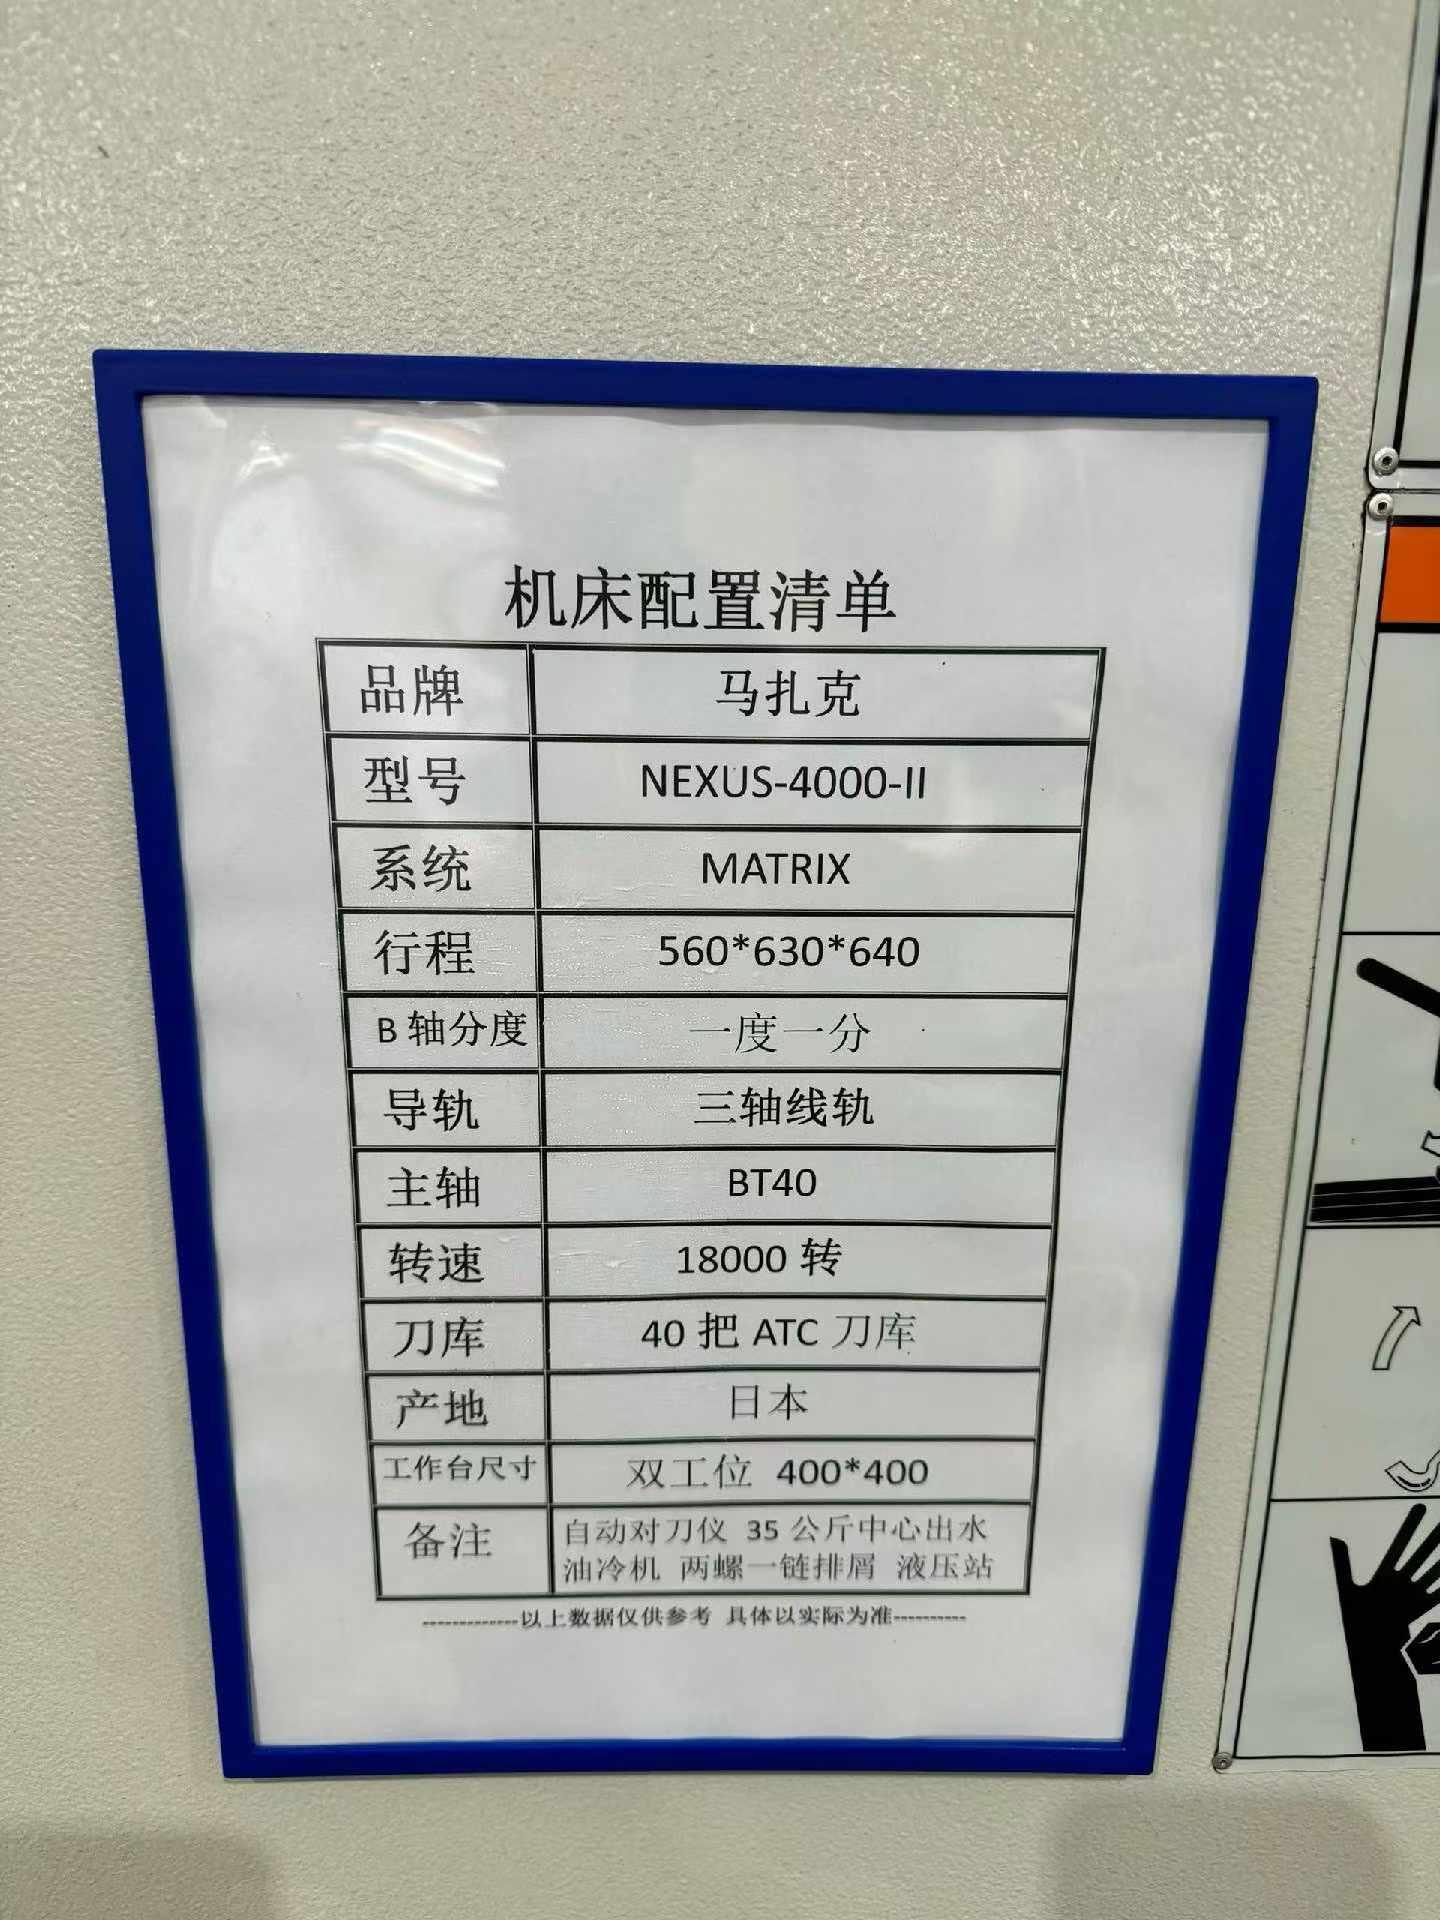 机床配置清单
品牌 马扎克
型号 NEXUS-4000-II
系统 MATRIX
行程 560*630*640
B 轴分度 一度一分
导轨 三轴线轨
主轴 BT40
转速 18000 转
刀库 40 把 ATC 刀库
产地 日本
工作台尺寸 双工位 400*400
备注 自动对刀仪 35 公斤中心出水
油冷机 两螺一链排屑 液压站
-------------以上数据仅供参考 具体以实际为准----------